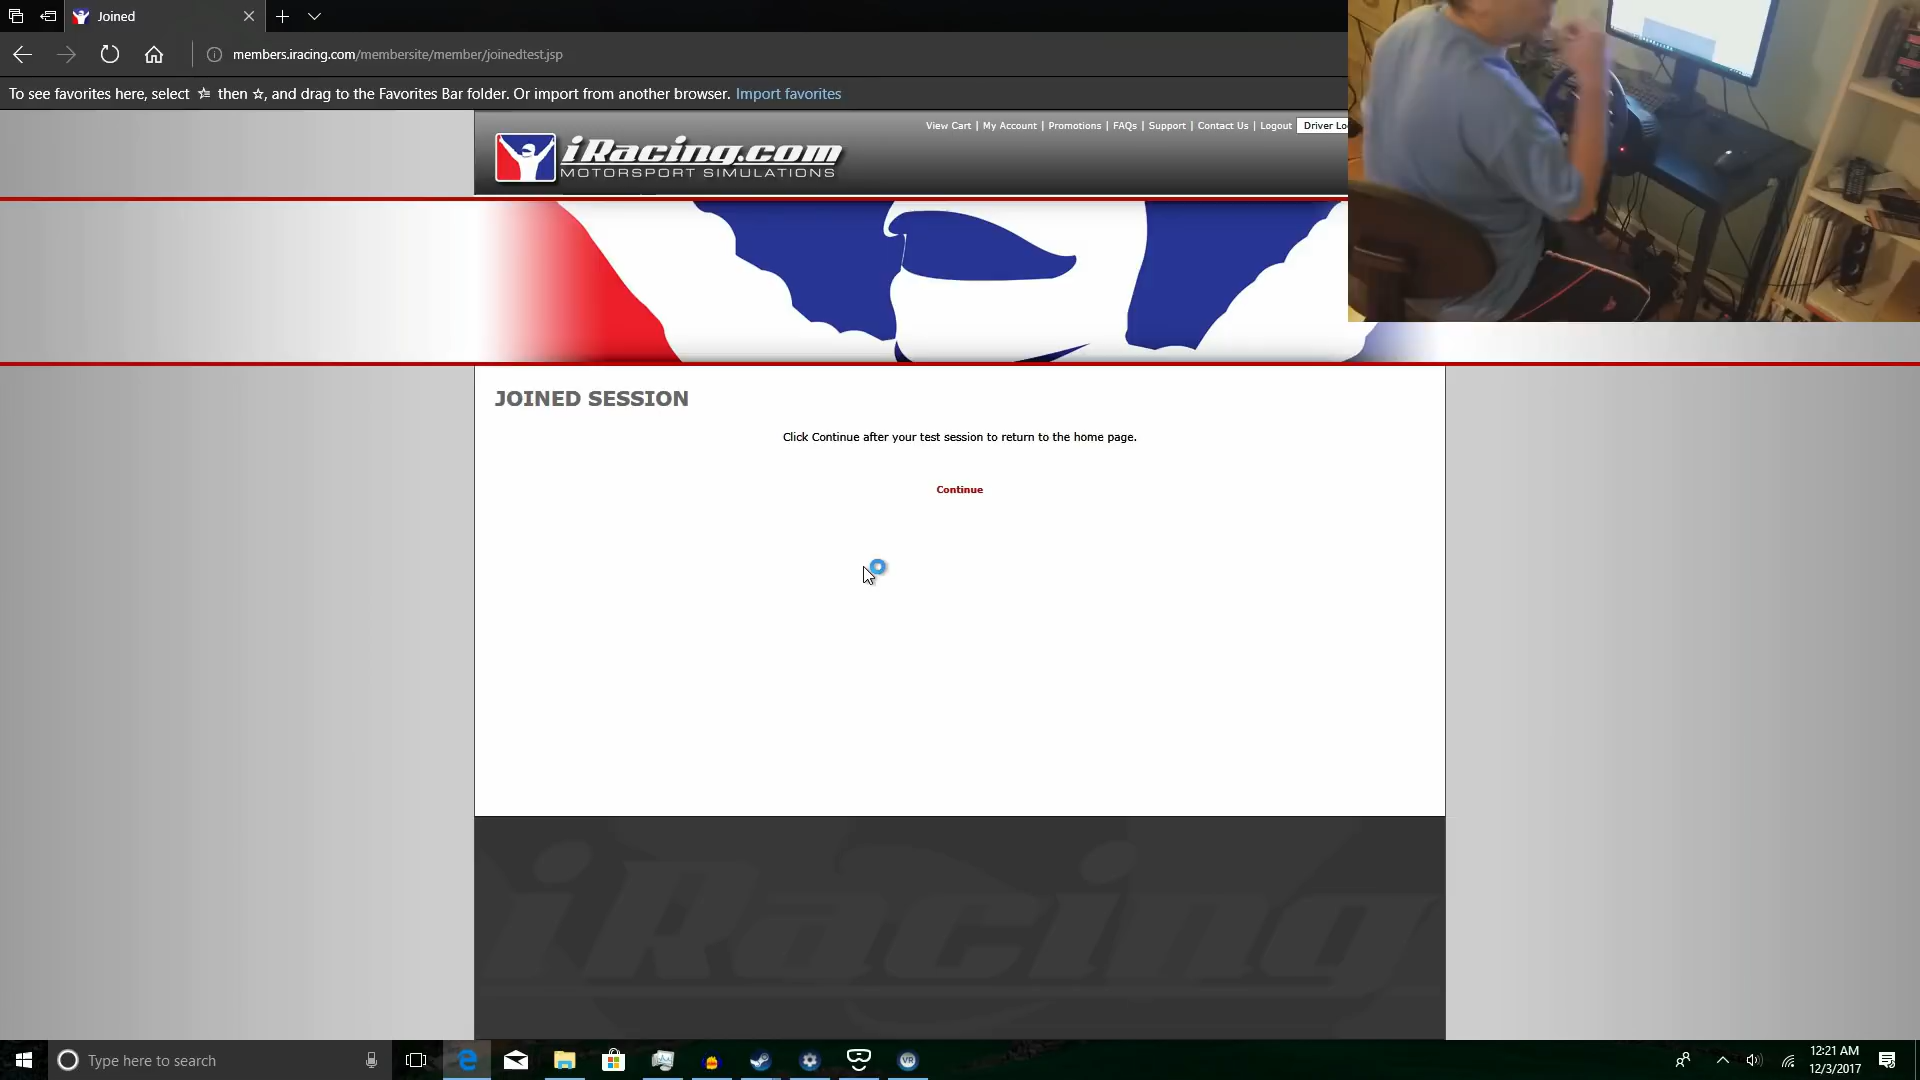 Joined
members.iracing.com/membersite/member/joinedtest.jsp
To see favorites here, select then , and drag to the Favorites Bar folder. Or import from another browser. Import favorites
View Cart | My Account | Promotions | FAQs | Support | Contact Us | Logout Driver Lo
iRacing.com
MOTORSPORT SIMULATIONS
JOINED SESSION
Click Continue after your test session to return to the home page.
Continue
iRacing
Type here to search
VR
12:21 AM
12/3/2017